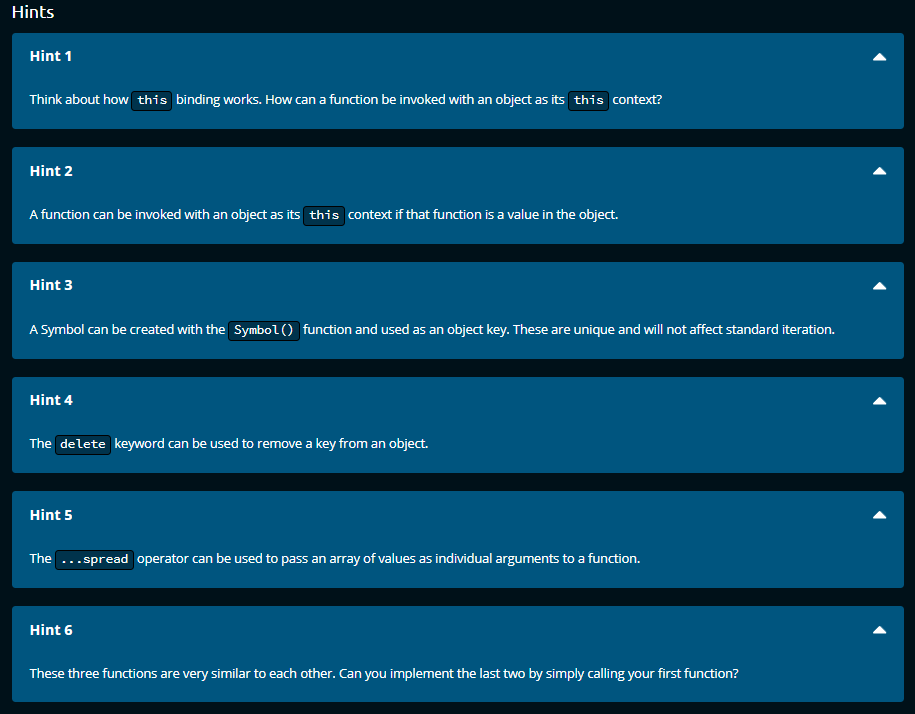 Hints
Hint 1
Think about how this binding works. How can a function be invoked with an object as its this context?
Hint 2
A function can be invoked with an object as its this context if that function is a value in the object.
Hint 3
A Symbol can be created with the Symbol() function and used as an object key. These are unique and will not affect standard iteration.
Hint 4
The delete keyword can be used to remove a key from an object.
Hint 5
The ...spread operator can be used to pass an array of values as individual arguments to a function.
Hint 6
These three functions are very similar to each other. Can you implement the last two by simply calling your first function?